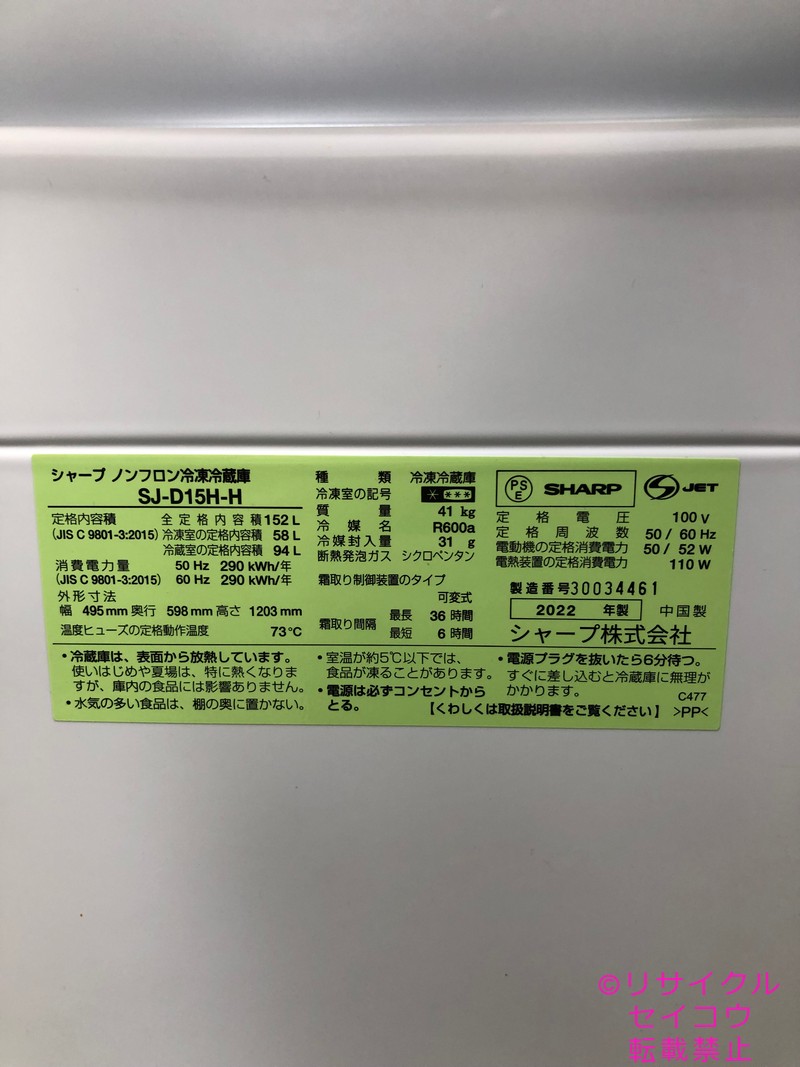 シャープ ノンフロン冷凍冷蔵庫
SJ-D15H-H
定格内容積 全定格内容積 152 L
(JIS C 9801-3:2015) 冷凍室の定格内容積 58 L
冷蔵室の定格内容積 94 L
消費電力量 50 Hz 290 kWh/年
(JIS C 9801-3:2015) 60 Hz 290 kWh/年
外形寸法
幅 495 mm 奥行 598 mm 高さ 1203 mm
温度ヒューズの定格動作温度 73℃
種類 冷凍冷蔵庫
冷凍室の記号 ****
質量 41 kg
冷媒名 R600a
冷媒封入量 31 g
断熱発泡ガス シクロペンタン
霜取り制御装置のタイプ
可変式
霜取り間隔 最長 36 時間
最短 6 時間
PSE SHARP JET
定格電圧 100 V
定格周波数 50 / 60 Hz
電動機の定格消費電力 50 / 52 W
電熱装置の定格消費電力 110 W
製造番号 30034461
2022 年製 中国製
シャープ株式会社
・冷蔵庫は、表面から放熱しています。
使いはじめや夏場は、特に熱くなりま
すが、庫内の食品には影響ありません。
・水気の多い食品は、棚の奥に置かない。
・室温が約5℃以下では、
食品が凍ることがあります。
・電源は必ずコンセントから
とる。
・電源プラグを抜いたら6分待つ。
すぐに差し込むと冷蔵庫に無理が
かかります。
C477
【くわしくは取扱説明書をご覧ください】 >PP<
©リサイクル
セイコウ
転載禁止